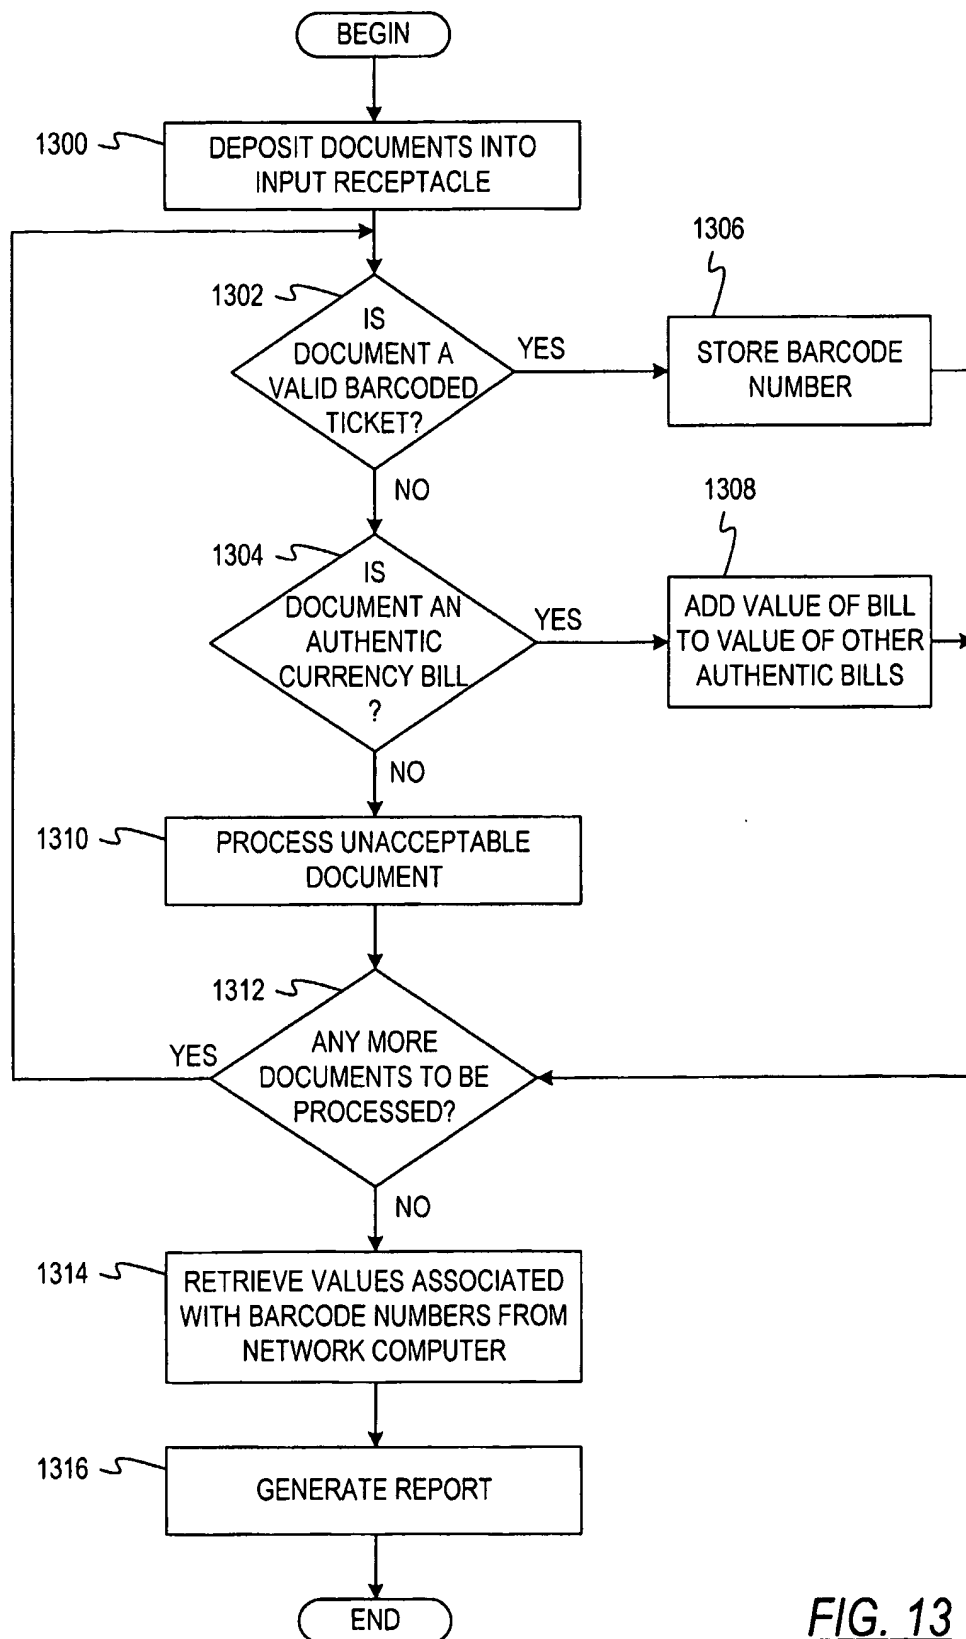 BEGIN
1300
DEPOSIT DOCUMENTS INTO
INPUT RECEPTACLE
1306
1302
IS
DOCUMENT A
VALID BARCODED
TICKET?
YES
STORE BARCODE
NUMBER
NO
1308
1304
IS
DOCUMENT AN
AUTHENTIC
CURRENCY BILL
?
YES
ADD VALUE OF BILL
TO VALUE OF OTHER
AUTHENTIC BILLS
NO
1310
PROCESS UNACCEPTABLE
DOCUMENT
1312
YES
ANY MORE
DOCUMENTS TO BE
PROCESSED?
NO
1314
RETRIEVE VALUES ASSOCIATED
WITH BARCODE NUMBERS FROM
NETWORK COMPUTER
1316
GENERATE REPORT
END
FIG. 13